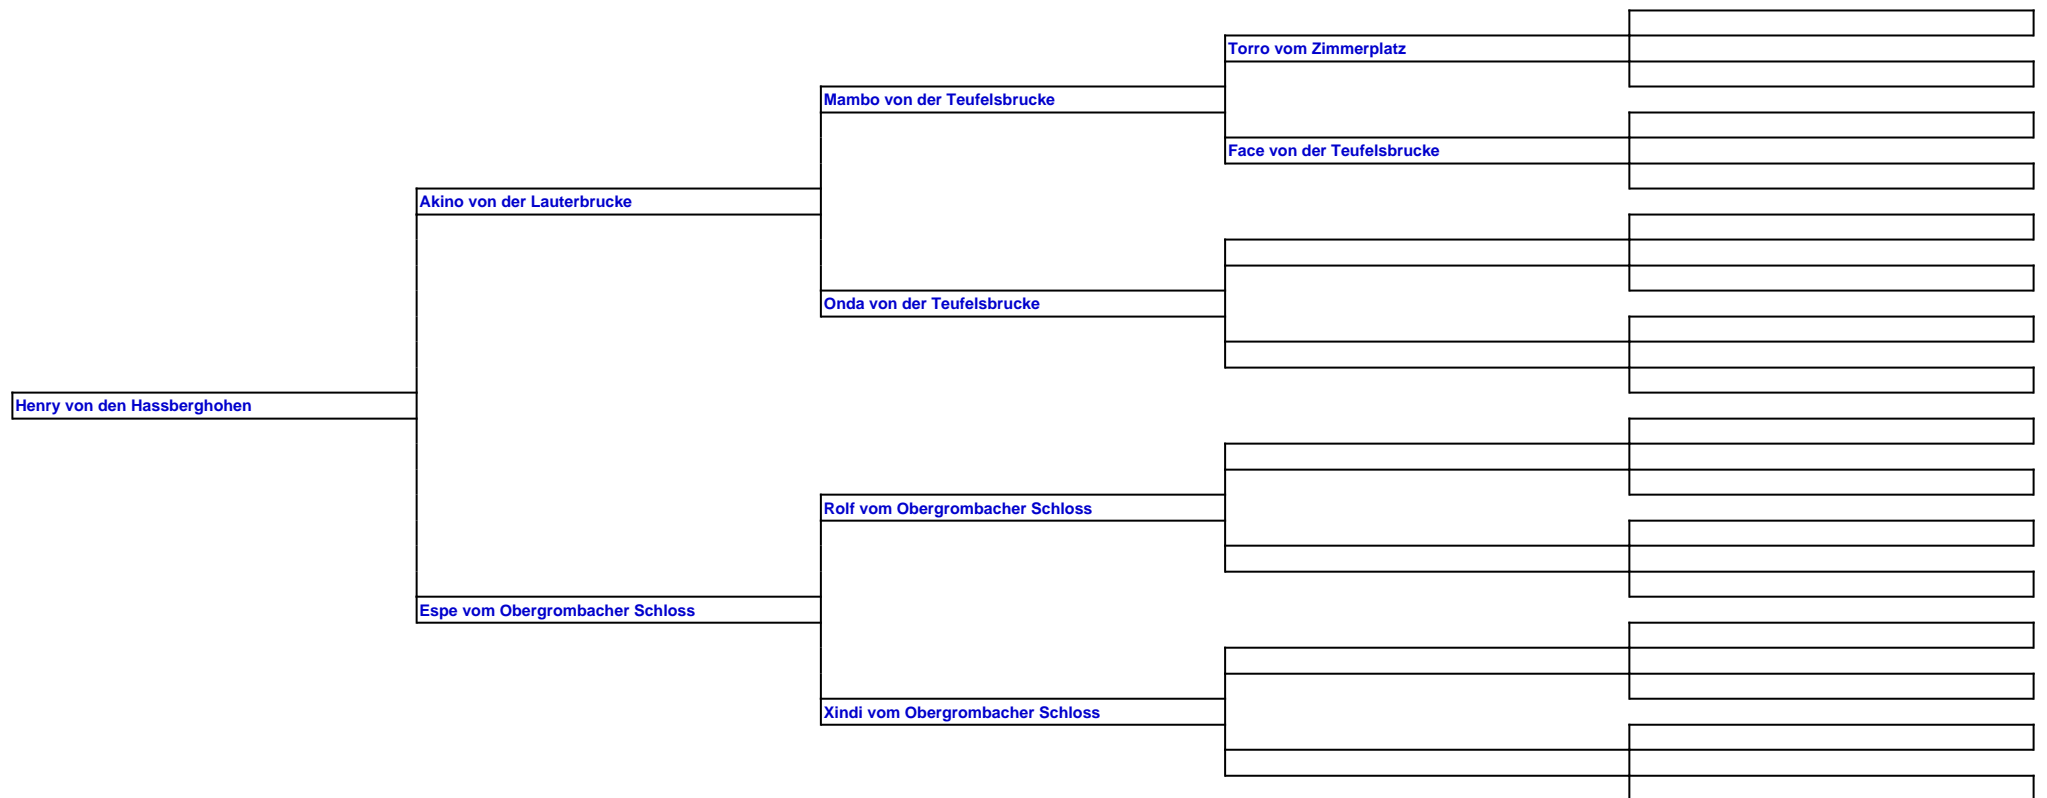 Torro vom Zimmerplatz
Mambo von der Teufelsbrucke
Face von der Teufelsbrucke
Akino von der Lauterbrucke
Onda von der Teufelsbrucke
Henry von den Hassberghohen
Rolf vom Obergrombacher Schloss
Espe vom Obergrombacher Schloss
Xindi vom Obergrombacher Schloss